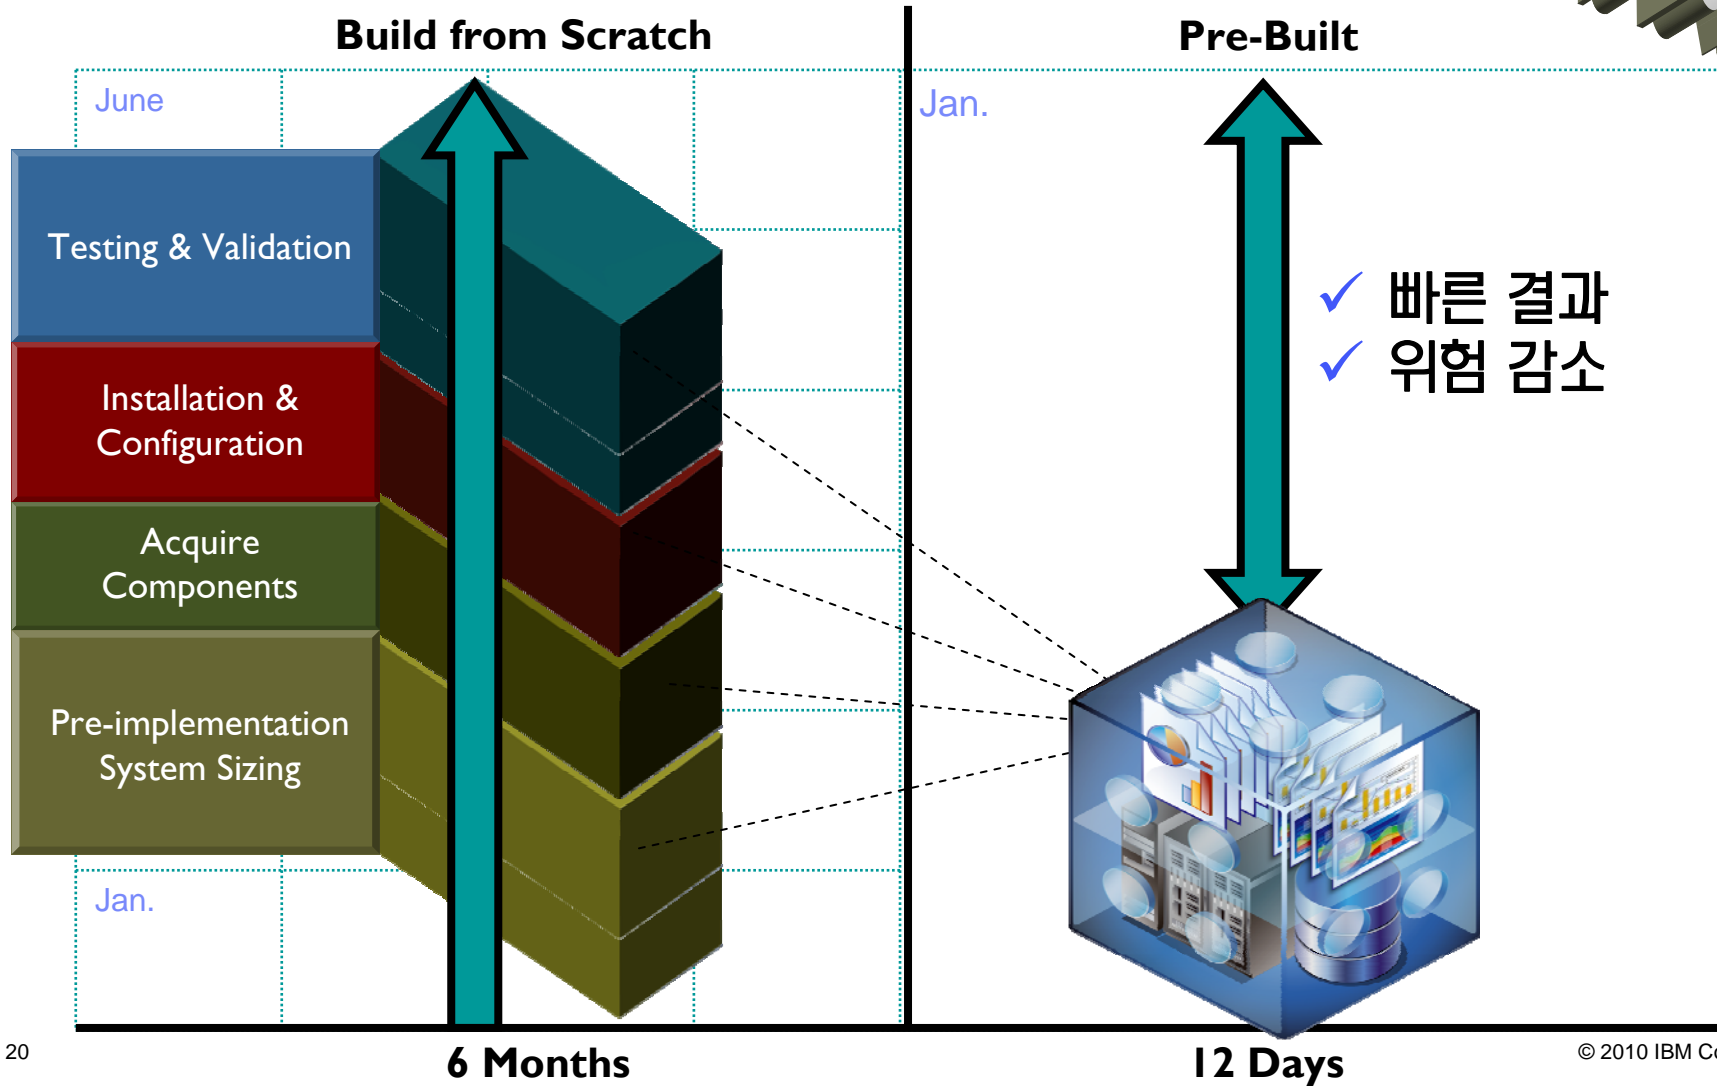 Build from Scratch
Pre-Built
June
Jan.
Testing & Validation
빠른 결과
위험 감소
Installation &
Configuration
Acquire
Components
Pre-implementation
System Sizing
Jan.
20
6 Months
12 Days
© 2010 IBM